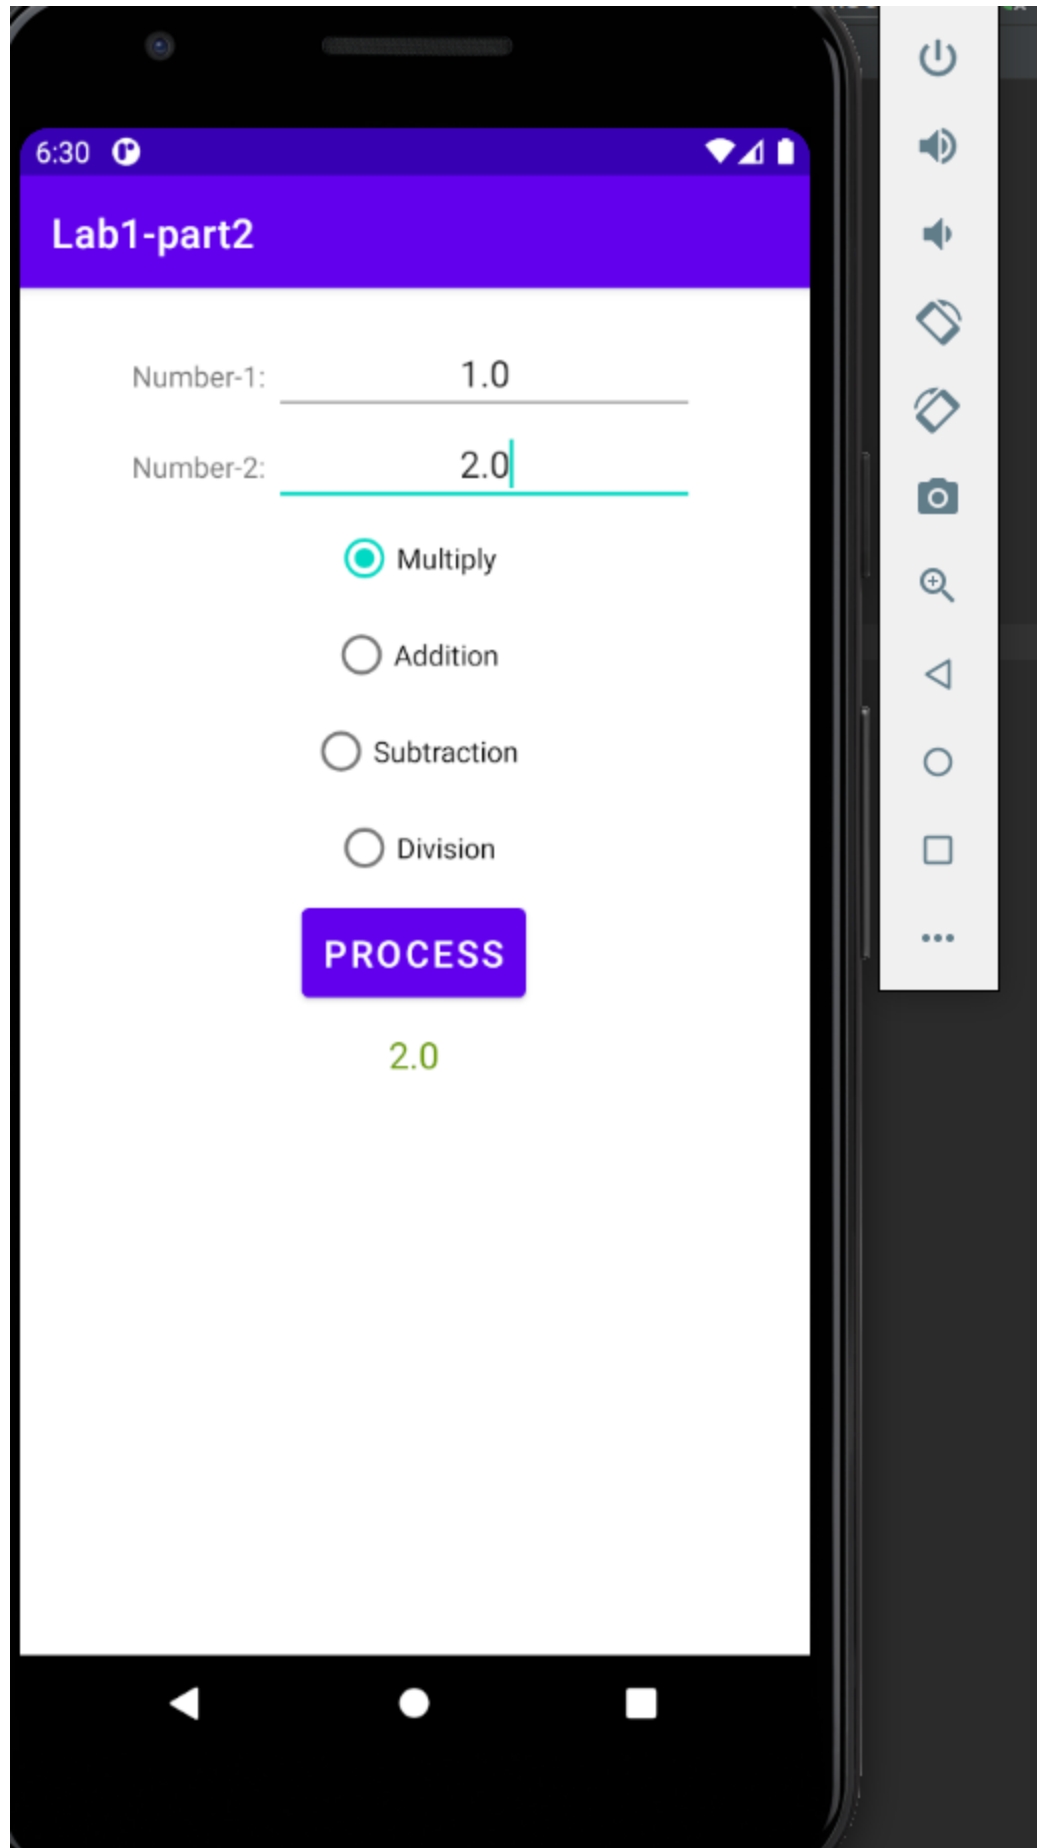 6:30
Lab1-part2
Number-1: 1.0
Number-2: 2.0
Multiply
Addition
Subtraction
Division
PROCESS
2.0